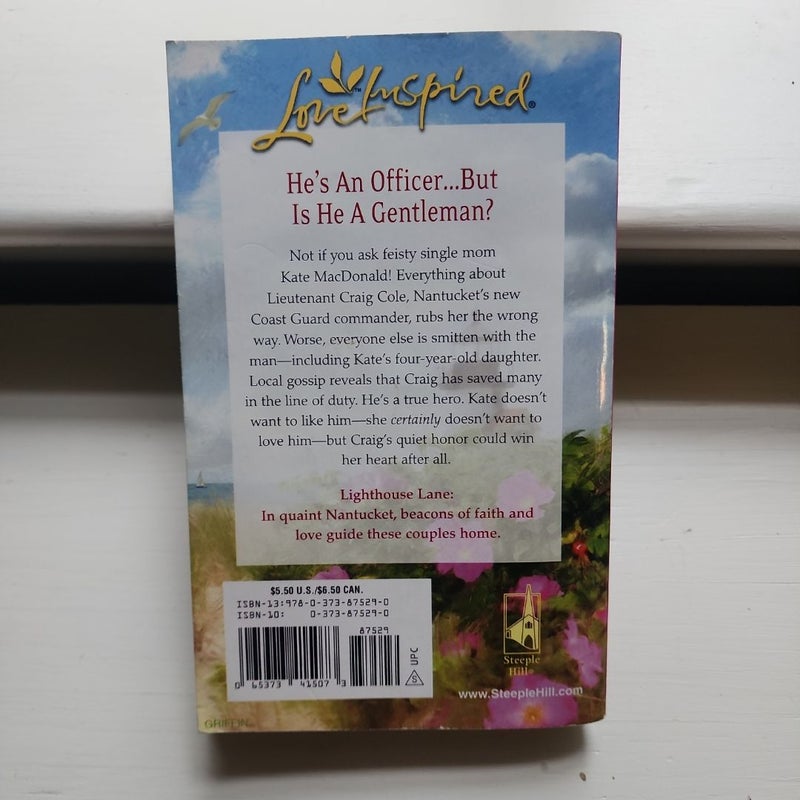 Love Inspired®
He's An Officer...But
Is He A Gentleman?
Not if you ask feisty single mom
Kate MacDonald! Everything about
Lieutenant Craig Cole, Nantucket's new
Coast Guard commander, rubs her the wrong
way. Worse, everyone else is smitten with the
man—including Kate's four-year-old daughter.
Local gossip reveals that Craig has saved many
in the line of duty. He's a true hero. Kate doesn't
want to like him—she certainly doesn't want to
love him—but Craig's quiet honor could win
her heart after all.
Lighthouse Lane:
In quaint Nantucket, beacons of faith and
love guide these couples home.
$5.50 U.S./$6.50 CAN.
ISBN-13:978-0-373-87529-0
ISBN-10: 0-373-87529-0
87529
0 65373 41507 3
UPC
S
Steeple
Hill®
www.SteepleHill.com
GRIFFIN